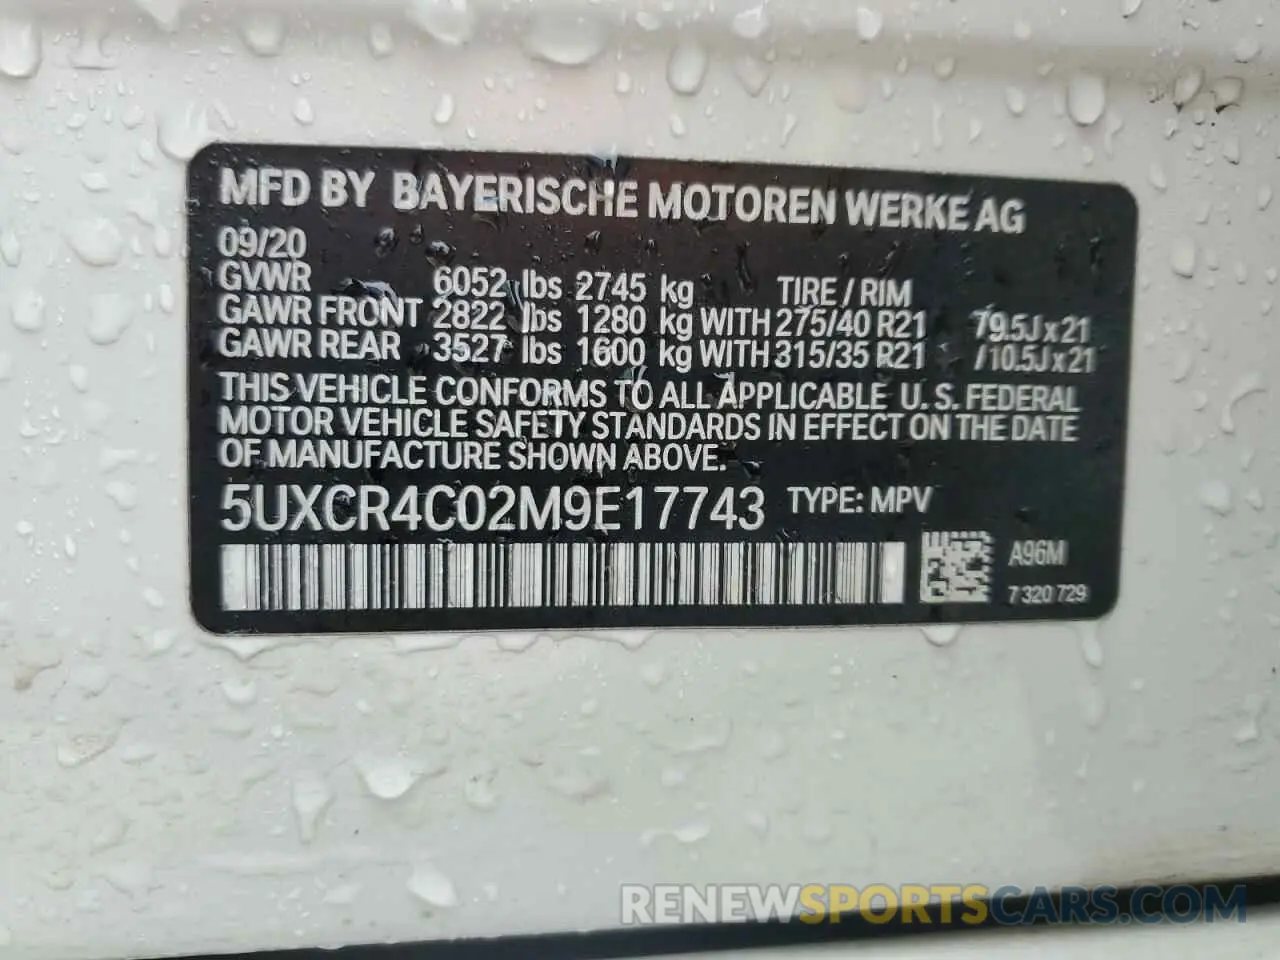 MFD BY BAYERISCHE MOTOREN WERKE AG
09/20
GVWR 6052 lbs 2745 kg TIRE / RIM
GAWR FRONT 2822 lbs 1280 kg WITH 275/40 R21 /9.5J x 21
GAWR REAR 3527 lbs 1600 kg WITH 315/35 R21 /10.5J x 21
THIS VEHICLE CONFORMS TO ALL APPLICABLE U. S. FEDERAL
MOTOR VEHICLE SAFETY STANDARDS IN EFFECT ON THE DATE
OF MANUFACTURE SHOWN ABOVE.
5UXCR4C02M9E17743 TYPE: MPV
A96M
7 320 729
RENEWSPORTSCARS.COM